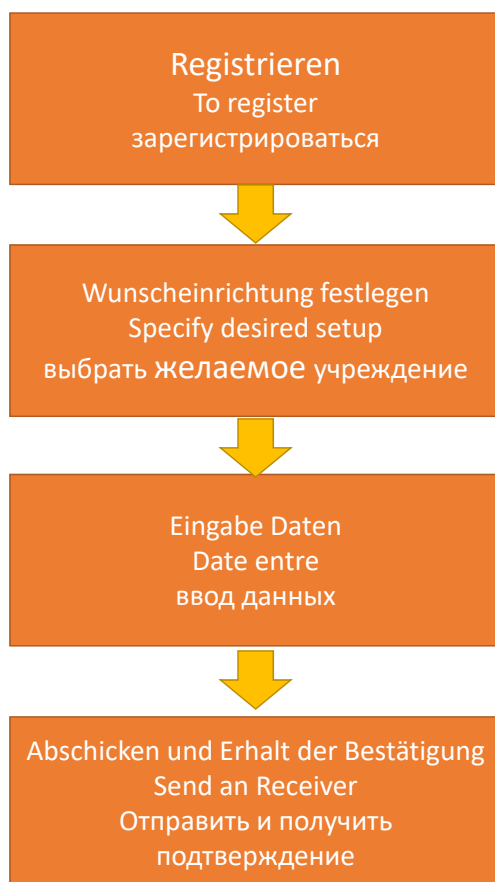 Registrieren
To register
зарегистрироваться
Wunscheinrichtung festlegen
Specify desired setup
выбрать желаемое учреждение
Eingabe Daten
Date entre
ввод данных
Abschicken und Erhalt der Bestätigung
Send an Receiver
Отправить и получить
подтверждение